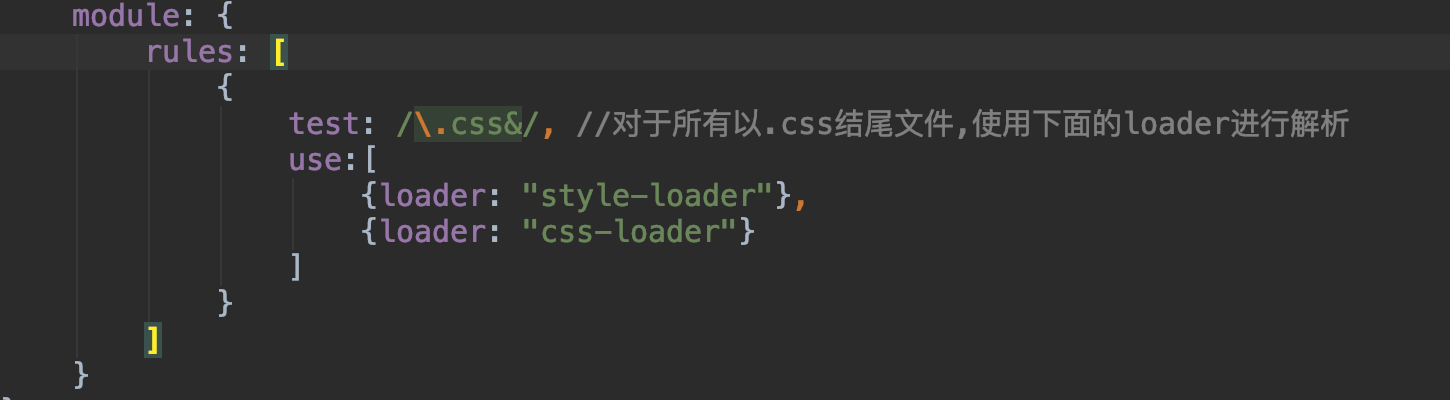 module: {
rules: [
{
test: /\.css&/, //对于所有以.css结尾文件,使用下面的loader进行解析
use:[
{loader: "style-loader"},
{loader: "css-loader"}
]
}
]
}